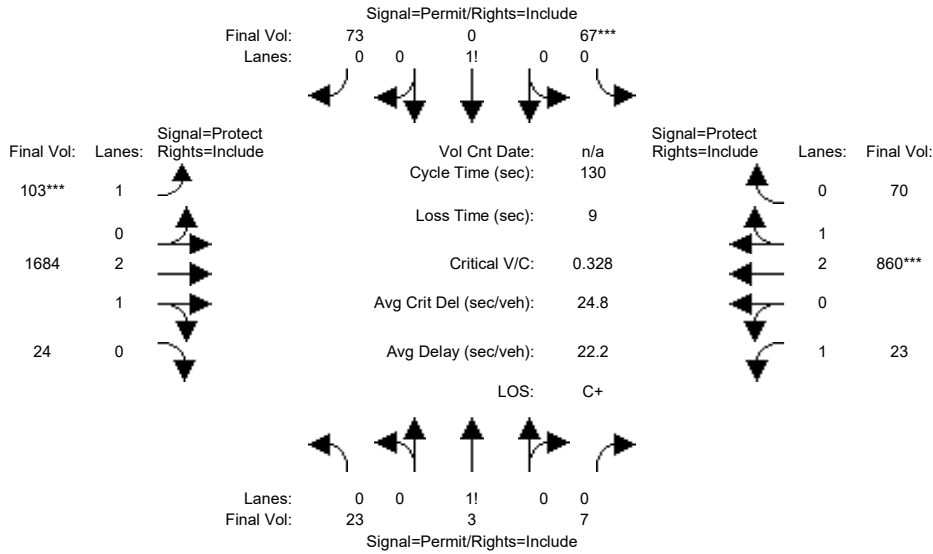 Signal=Permit/Rights=Include
Final Vol: 73 0 67***
Lanes: 0 0 1! 0 0
Signal=Protect Signal=Protect
Final Vol: Lanes: Rights=Include Vol Cnt Date: n/a Rights=Include Lanes: Final Vol:
Cycle Time (sec): 130
103*** 1 0 70
Loss Time (sec): 9
0 1
1684 2 Critical V/C: 0.328 2 860***
1 Avg Crit Del (sec/veh): 24.8 0
24 0 Avg Delay (sec/veh): 22.2 1 23
LOS: C+
Lanes: 0 0 1! 0 0
Final Vol: 23 3 7
Signal=Permit/Rights=Include